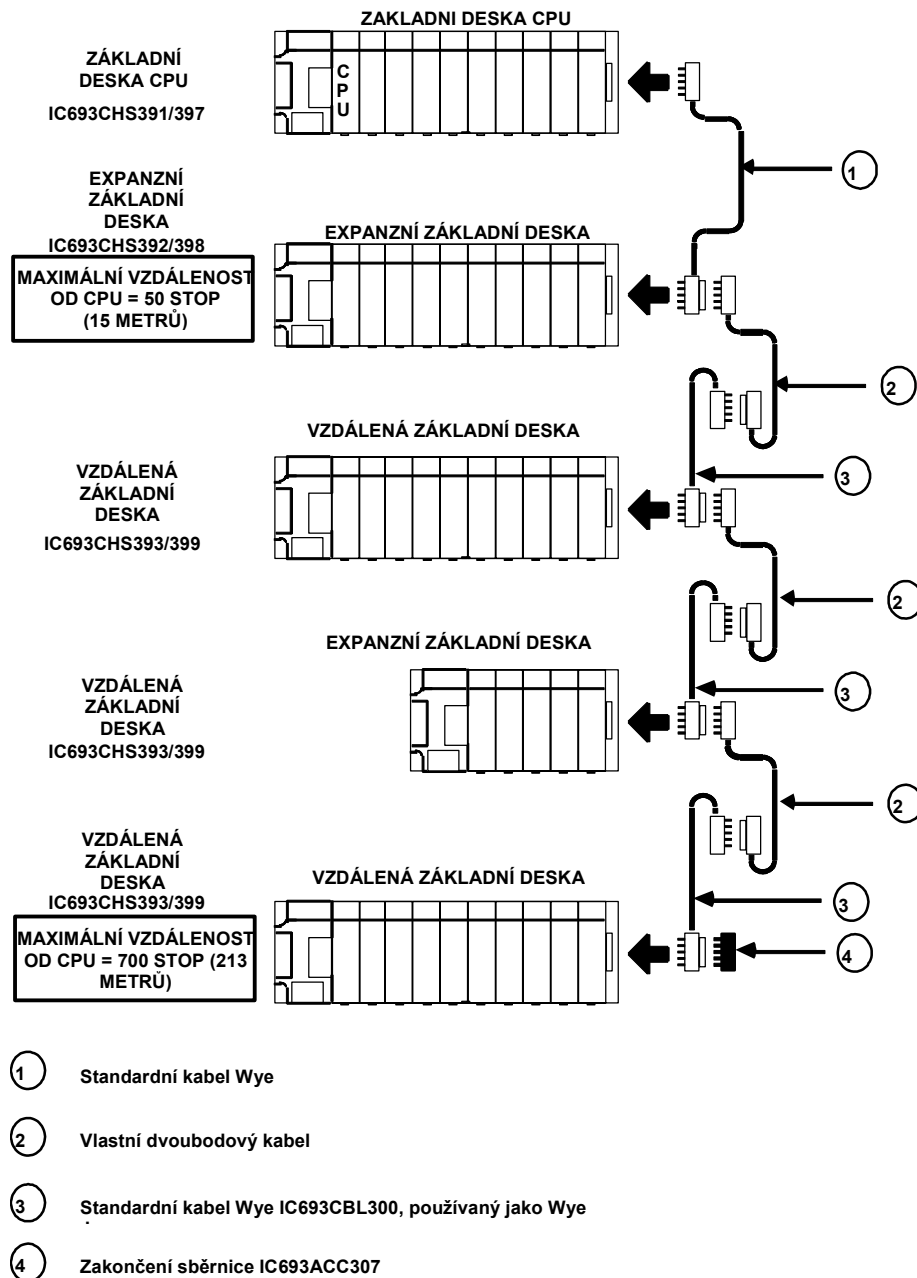 ZAKLADNI DESKA CPU
ZÁKLADNÍ
DESKA CPU
IC693CHS391/397
C
P
U
1
EXPANZNÍ
ZÁKLADNÍ
DESKA
IC693CHS392/398
MAXIMÁLNÍ VZDÁLENOST
OD CPU = 50 STOP
(15 METRŮ)
EXPANZNÍ ZÁKLADNÍ DESKA
2
VZDÁLENÁ ZÁKLADNÍ DESKA
VZDÁLENÁ
ZÁKLADNÍ
DESKA
IC693CHS393/399
3
2
EXPANZNÍ ZÁKLADNÍ DESKA
VZDÁLENÁ
ZÁKLADNÍ
DESKA
IC693CHS393/399
3
2
VZDÁLENÁ
ZÁKLADNÍ
DESKA
IC693CHS393/399
MAXIMÁLNÍ VZDÁLENOST
OD CPU = 700 STOP (213
METRŮ)
VZDÁLENÁ ZÁKLADNÍ DESKA
3
4
1 Standardní kabel Wye
2 Vlastní dvoubodový kabel
3 Standardní kabel Wye IC693CBL300, používaný jako Wye
4 Zakončení sběrnice IC693ACC307